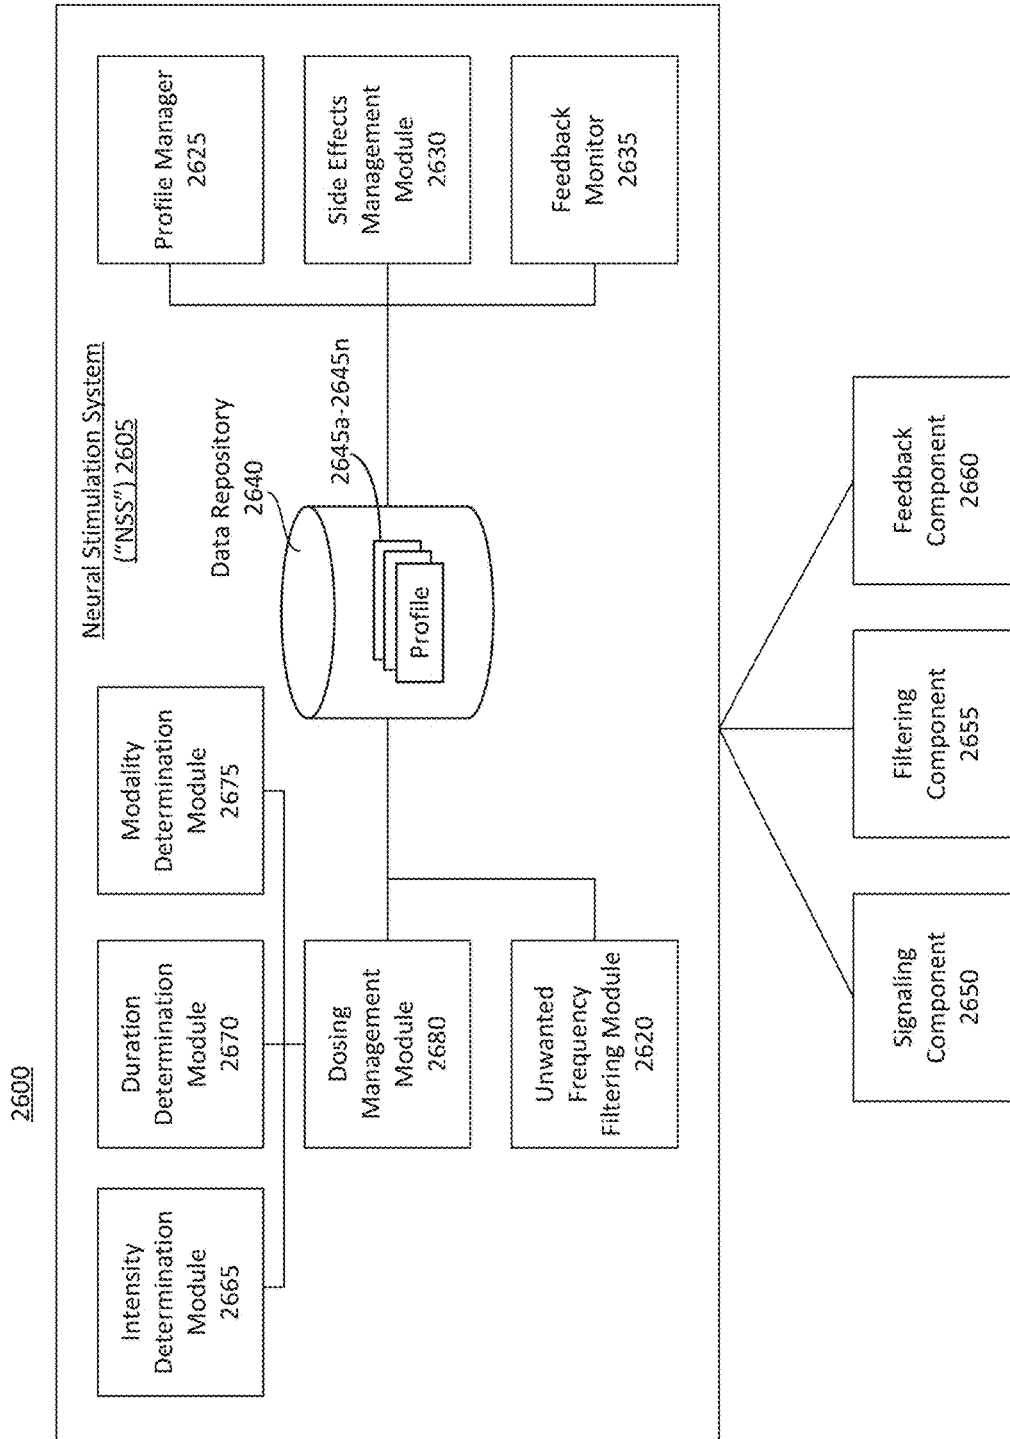 2600
Neural Stimulation System
("NSS") 2605
Intensity
Determination
Module
2665
Duration
Determination
Module
2670
Modality
Determination
Module
2675
Profile Manager
2625
Data Repository
2640
2645a-2645n
Profile
Dosing
Management
Module
2680
Side Effects
Management
Module
2630
Unwanted
Frequency
Filtering Module
2620
Feedback
Monitor
2635
Signaling
Component
2650
Filtering
Component
2655
Feedback
Component
2660